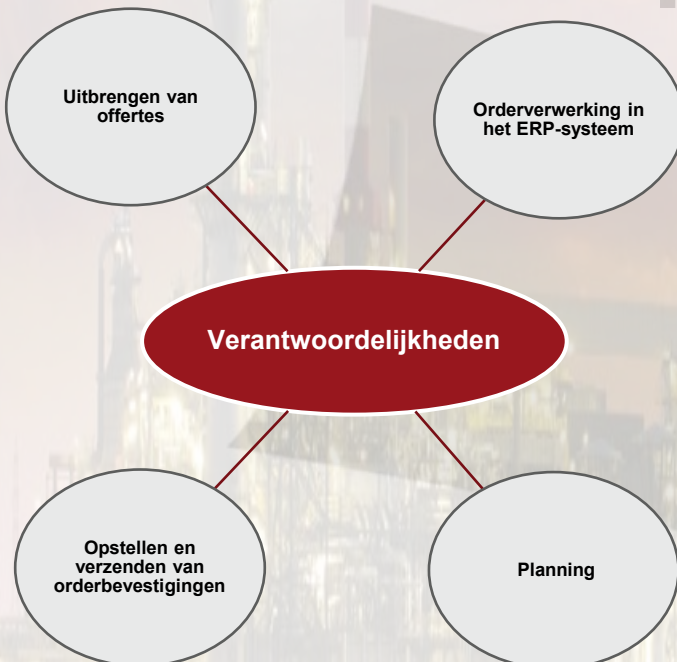 Uitbrengen van
offertes
Orderverwerking in
het ERP-systeem
Verantwoordelijkheden
Opstellen en
verzenden van
orderbevestigingen
Planning